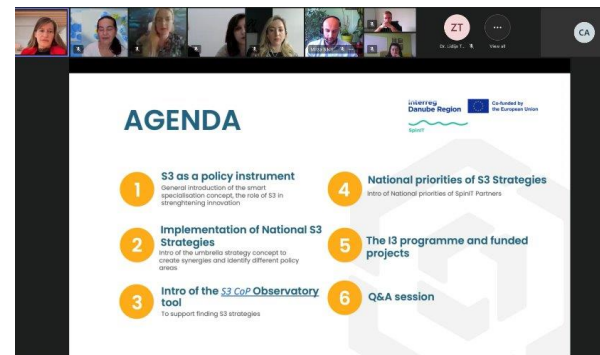 ZT
View all
CA
AGENDA
Interreg
Danube Region
Co-funded by
the European Union
SpinIT
1
S3 as a policy instrument
General introduction of the smart
specialisation concept, the role of S3 in
strenghtening innovation
2
Implementation of National S3
Strategies
Intro of the umbrella strategy concept to
create synergies and identify different policy
areas
3
Intro of the S3 CoP Observatory
tool
To support finding S3 strategies
4
National priorities of S3 Strategies
Intro of National priorities of SpinIT Partners
5
The I3 programme and funded
projects
6
Q&A session